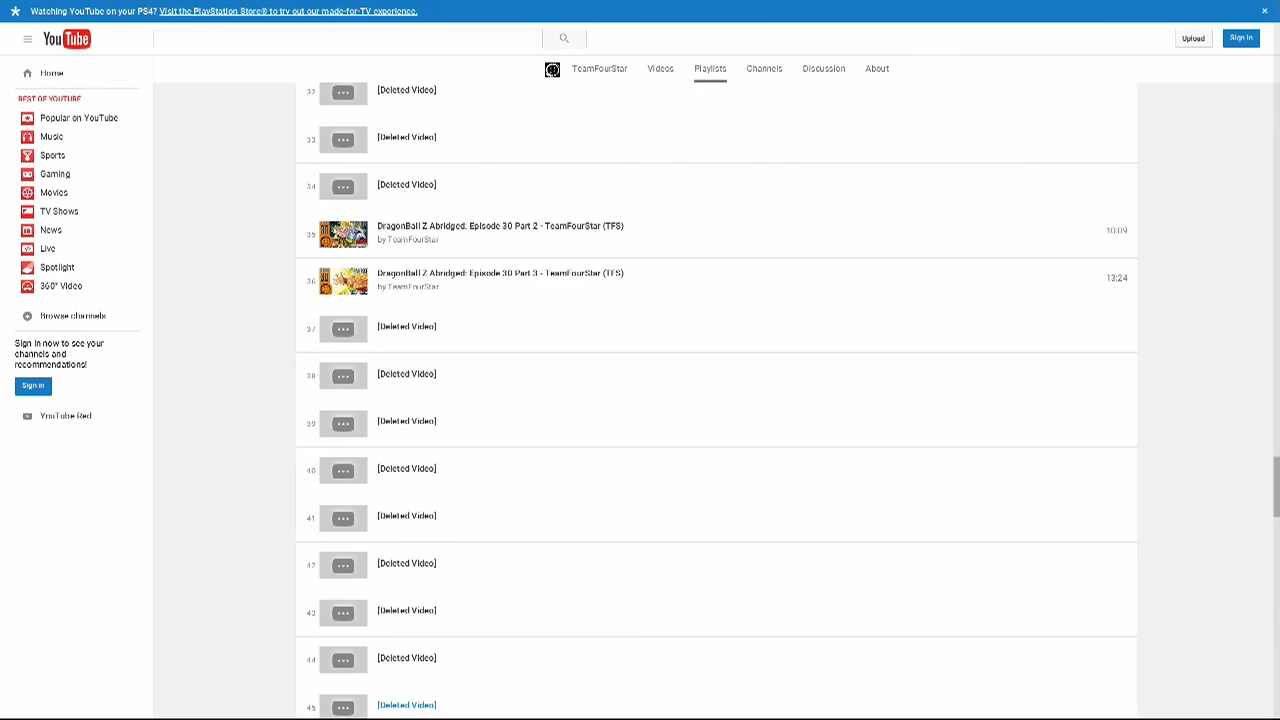 Watching YouTube on your PS4? Visit the PlayStation Store® to try out our made-for-TV experience.
×
YouTube
Upload
Sign in
TeamFourStar
Videos
Playlists
Channels
Discussion
About
Home
BEST OF YOUTUBE
Popular on YouTube
Music
Sports
Gaming
Movies
TV Shows
News
Live
Spotlight
360° Video
Browse channels
Sign in now to see your
channels and
recommendations!
Sign in
YouTube Red
32 [Deleted Video]
33 [Deleted Video]
34 [Deleted Video]
35 DragonBall Z Abridged: Episode 30 Part 2 - TeamFourStar (TFS) 10:09
by TeamFourStar
36 DragonBall Z Abridged: Episode 30 Part 3 - TeamFourStar (TFS) 13:24
by TeamFourStar
37 [Deleted Video]
38 [Deleted Video]
39 [Deleted Video]
40 [Deleted Video]
41 [Deleted Video]
42 [Deleted Video]
43 [Deleted Video]
44 [Deleted Video]
45 [Deleted Video]